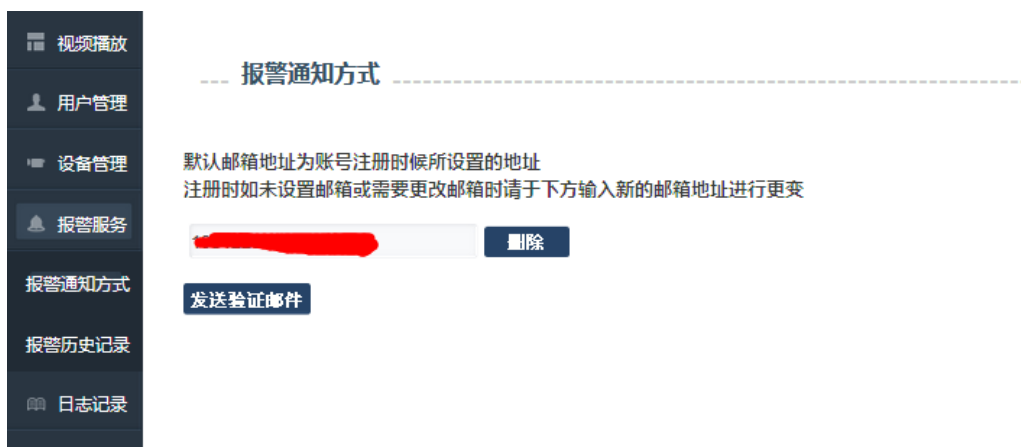 视频播放
用户管理
设备管理
报警服务
报警通知方式
报警历史记录
日志记录
报警通知方式
默认邮箱地址为账号注册时候所设置的地址
注册时如未设置邮箱或需要更改邮箱时请于下方输入新的邮箱地址进行更变
删除
发送验证邮件